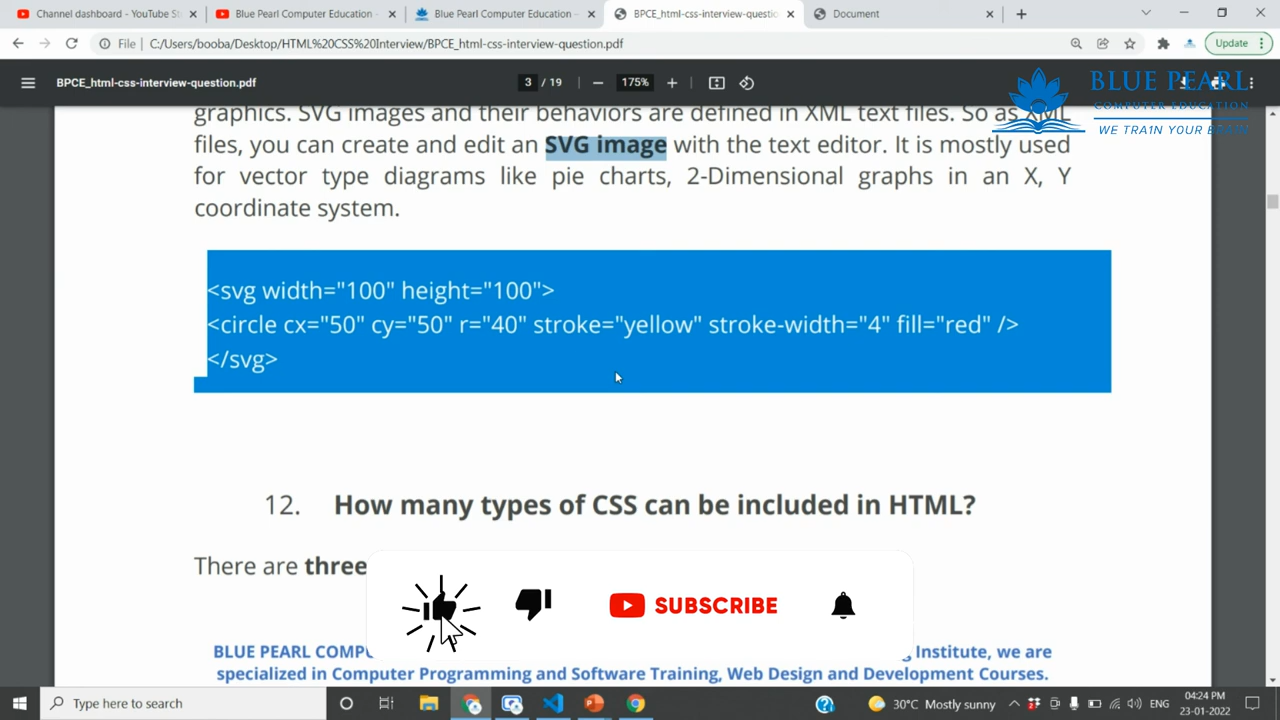 Channel dashboard - YouTube St
Blue Pearl Computer Education -
Blue Pearl Computer Education -
BPCE_html-css-interview-questio
Document
File
C:/Users/booba/Desktop/HTML%20CSS%20Interview/BPCE_html-css-interview-question.pdf
Update
BPCE_html-css-interview-question.pdf
3 / 19
175%
BLUE PEARL
COMPUTER EDUCATION
WE TRA1N YOUR BRA1N
graphics. SVG images and their behaviors are defined in XML text files. So as XML
files, you can create and edit an SVG image with the text editor. It is mostly used
for vector type diagrams like pie charts, 2-Dimensional graphs in an X, Y
coordinate system.
<svg width="100" height="100">
<circle cx="50" cy="50" r="40" stroke="yellow" stroke-width="4" fill="red" />
</svg>
12. How many types of CSS can be included in HTML?
There are three
SUBSCRIBE
BLUE PEARL Institute, we are
specialized in Computer Programming and Software Training, Web Design and Development Courses.
Type here to search
30°C Mostly sunny
ENG
04:24 PM
23-01-2022